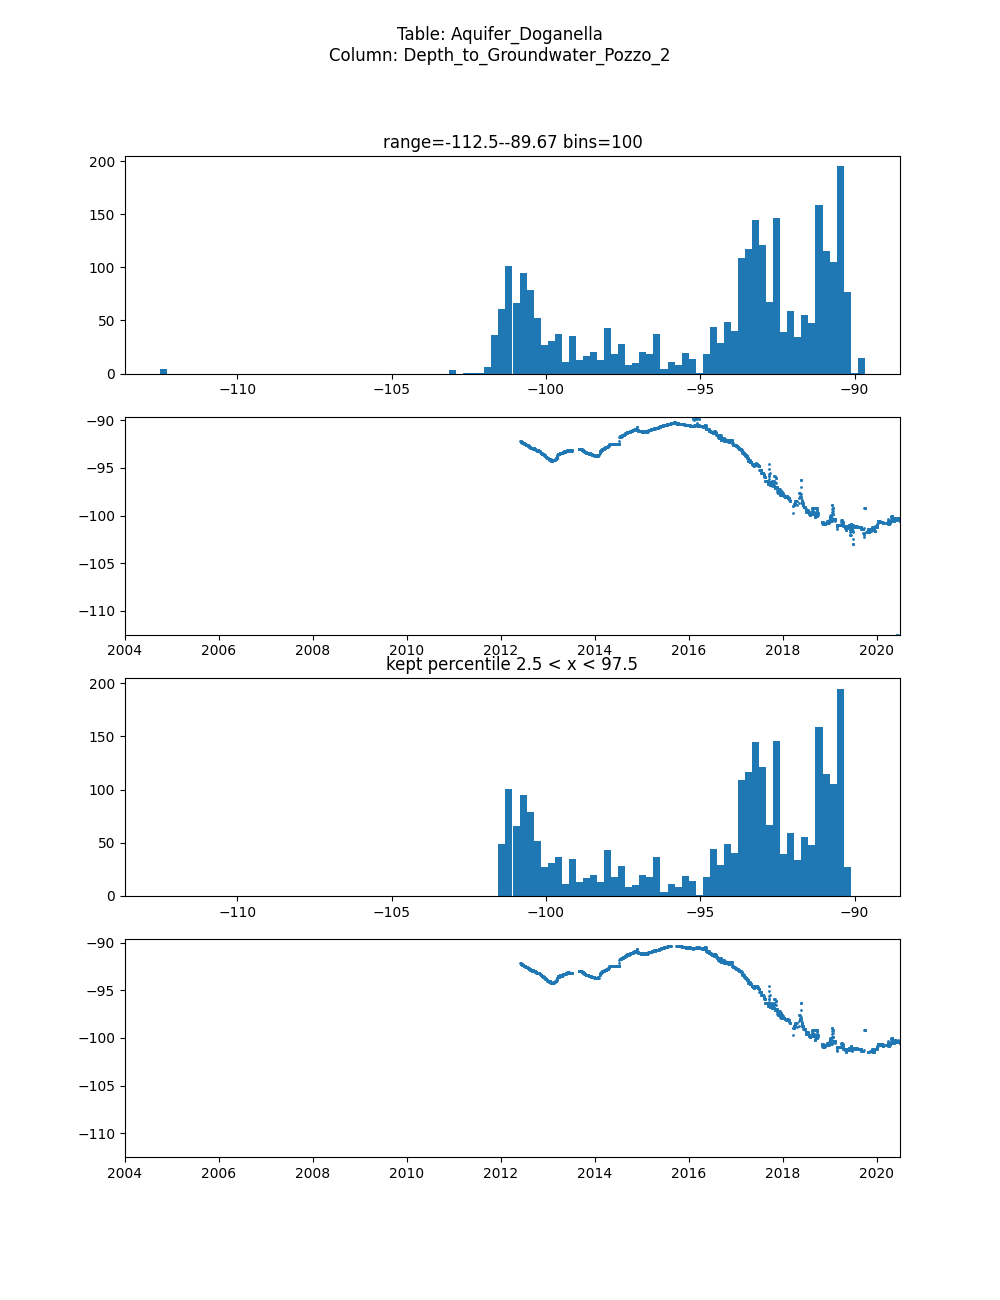 Table: Aquifer_Doganella
Column: Depth_to_Groundwater_Pozzo_2
range=-112.5--89.67 bins=100
200
150
100
50
0
−110 −105 −100 −95 −90
−90
−95
−100
−105
−110
2004 2006 2008 2010 2012 2014 2016 2018 2020
kept percentile 2.5 < x < 97.5
200
150
100
50
0
−110 −105 −100 −95 −90
−90
−95
−100
−105
−110
2004 2006 2008 2010 2012 2014 2016 2018 2020